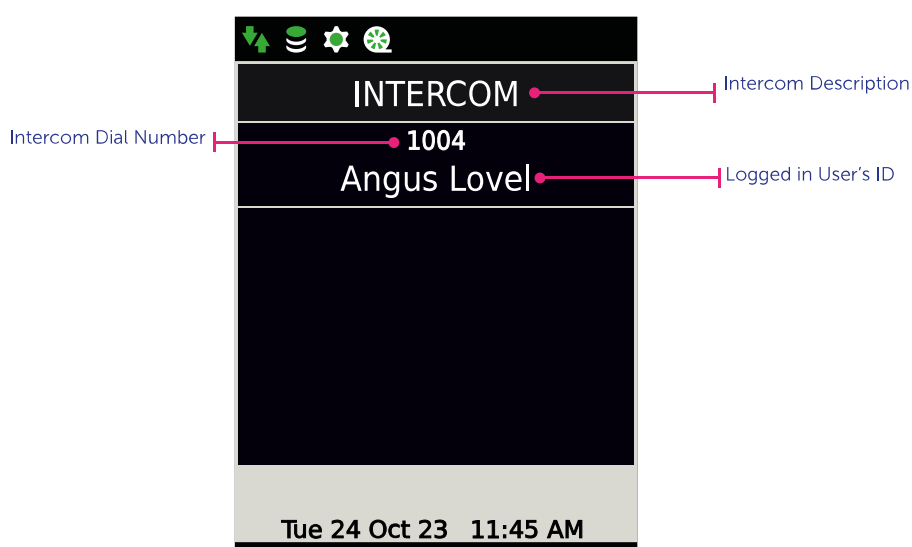 INTERCOM
Intercom Description
Intercom Dial Number
1004
Angus Lovel
Logged in User's ID
Tue 24 Oct 23 11:45 AM